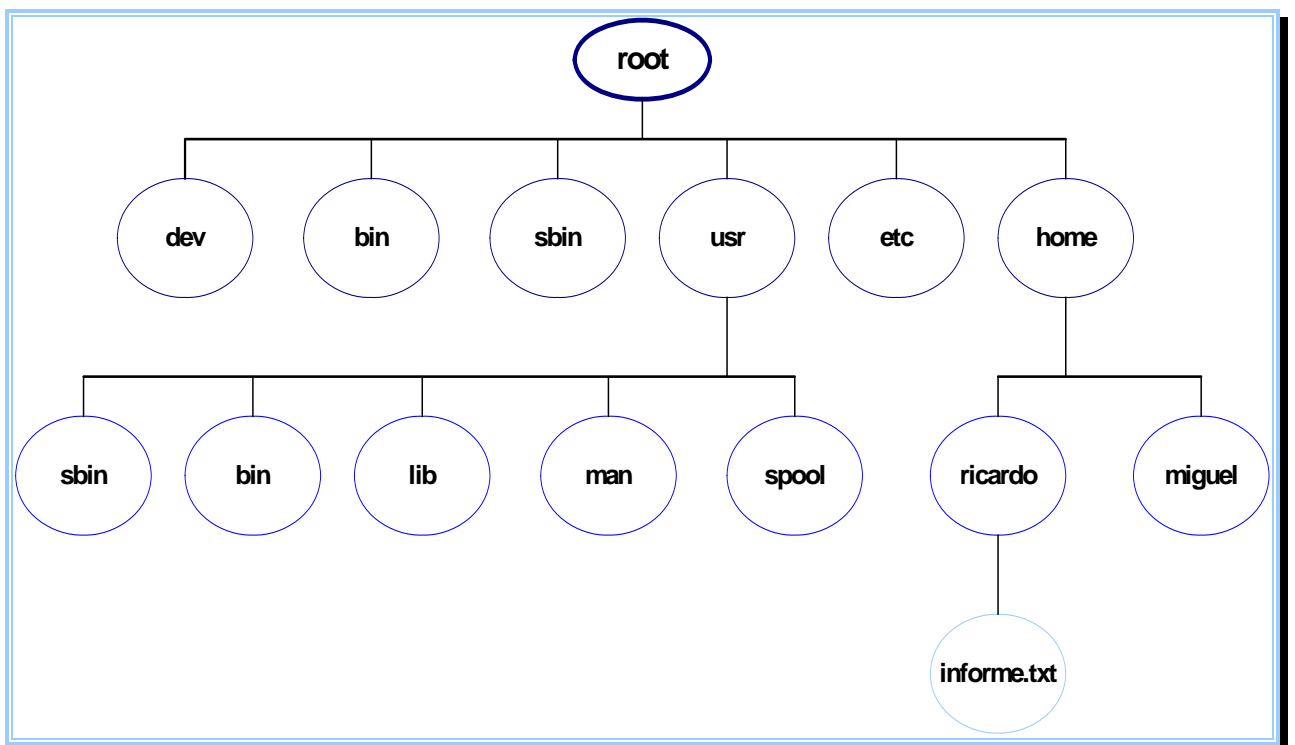 root
dev bin sbin usr etc home
sbin bin lib man spool ricardo miguel
informe.txt